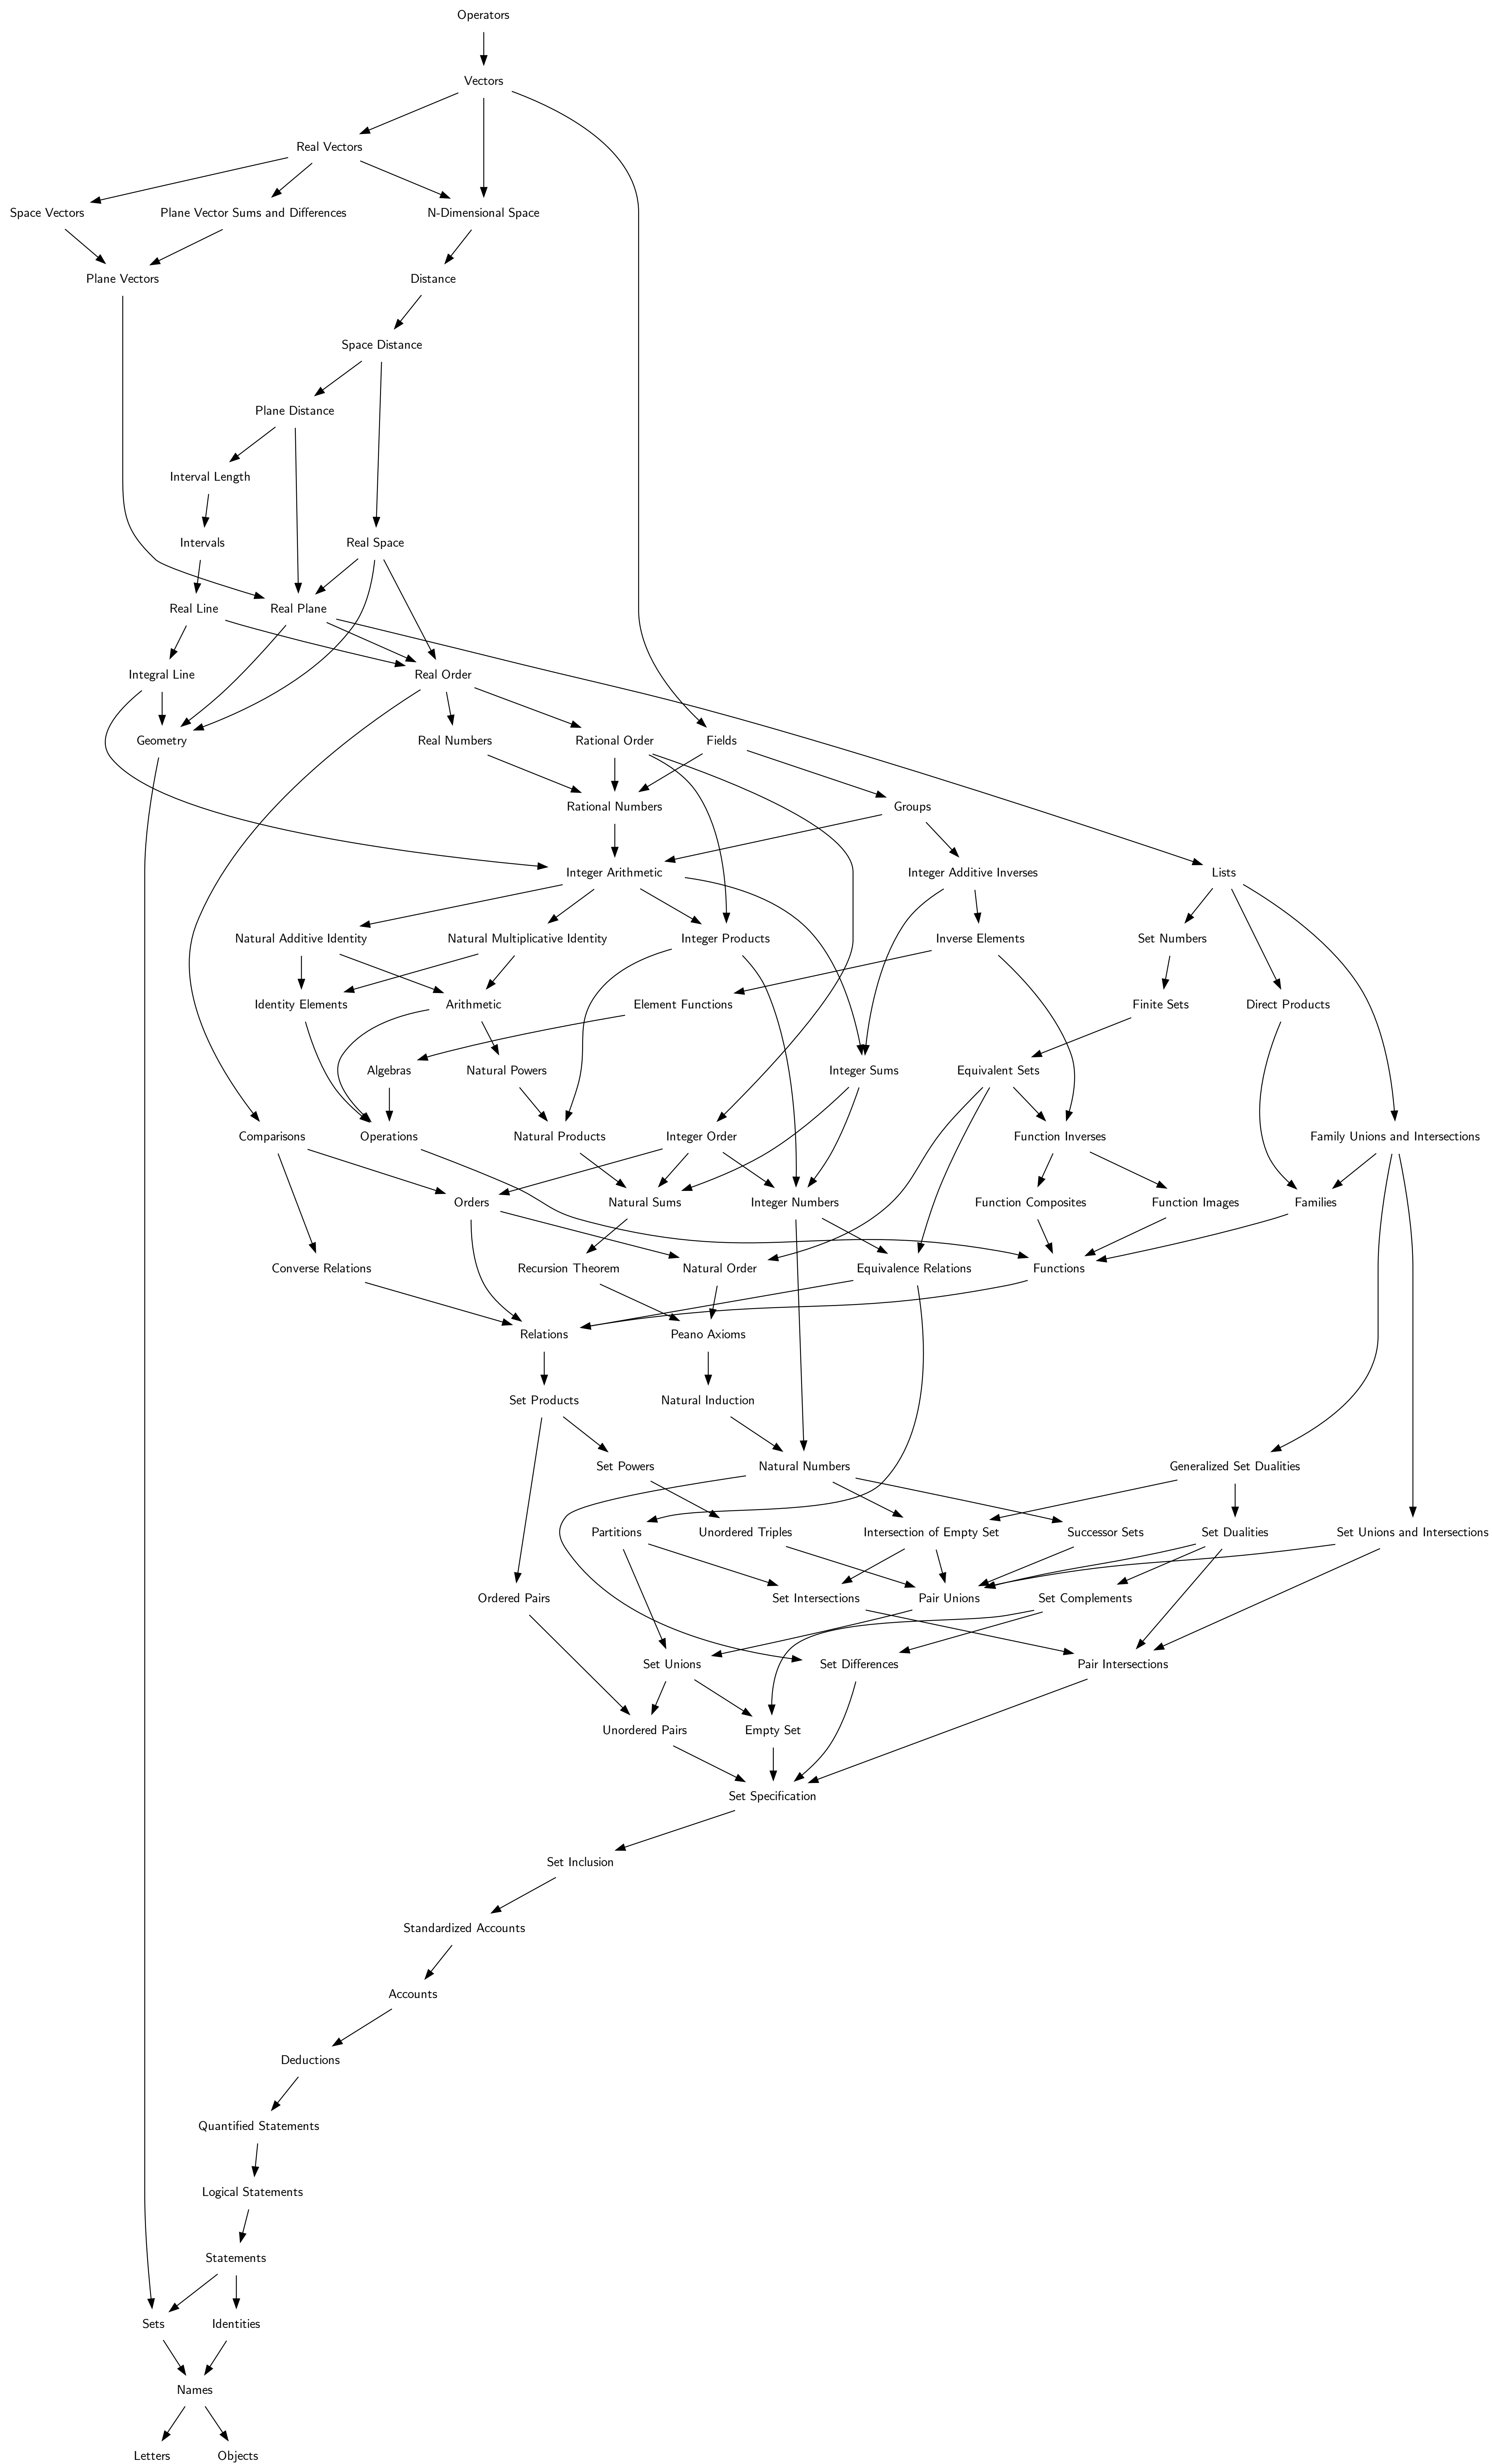 Operators
Vectors
Real Vectors
Space Vectors
Plane Vector Sums and Differences
N-Dimensional Space
Plane Vectors
Distance
Space Distance
Plane Distance
Interval Length
Intervals
Real Space
Real Line
Real Plane
Integral Line
Real Order
Geometry
Real Numbers
Rational Order
Fields
Rational Numbers
Groups
Integer Arithmetic
Integer Additive Inverses
Lists
Natural Additive Identity
Natural Multiplicative Identity
Integer Products
Inverse Elements
Set Numbers
Identity Elements
Arithmetic
Element Functions
Finite Sets
Direct Products
Algebras
Natural Powers
Integer Sums
Equivalent Sets
Comparisons
Operations
Natural Products
Integer Order
Function Inverses
Family Unions and Intersections
Orders
Natural Sums
Integer Numbers
Function Composites
Function Images
Families
Converse Relations
Recursion Theorem
Natural Order
Equivalence Relations
Functions
Relations
Peano Axioms
Set Products
Natural Induction
Set Powers
Natural Numbers
Generalized Set Dualities
Partitions
Unordered Triples
Intersection of Empty Set
Successor Sets
Set Dualities
Set Unions and Intersections
Ordered Pairs
Set Intersections
Pair Unions
Set Complements
Set Unions
Set Differences
Pair Intersections
Unordered Pairs
Empty Set
Set Specification
Set Inclusion
Standardized Accounts
Accounts
Deductions
Quantified Statements
Logical Statements
Statements
Sets
Identities
Names
Letters
Objects